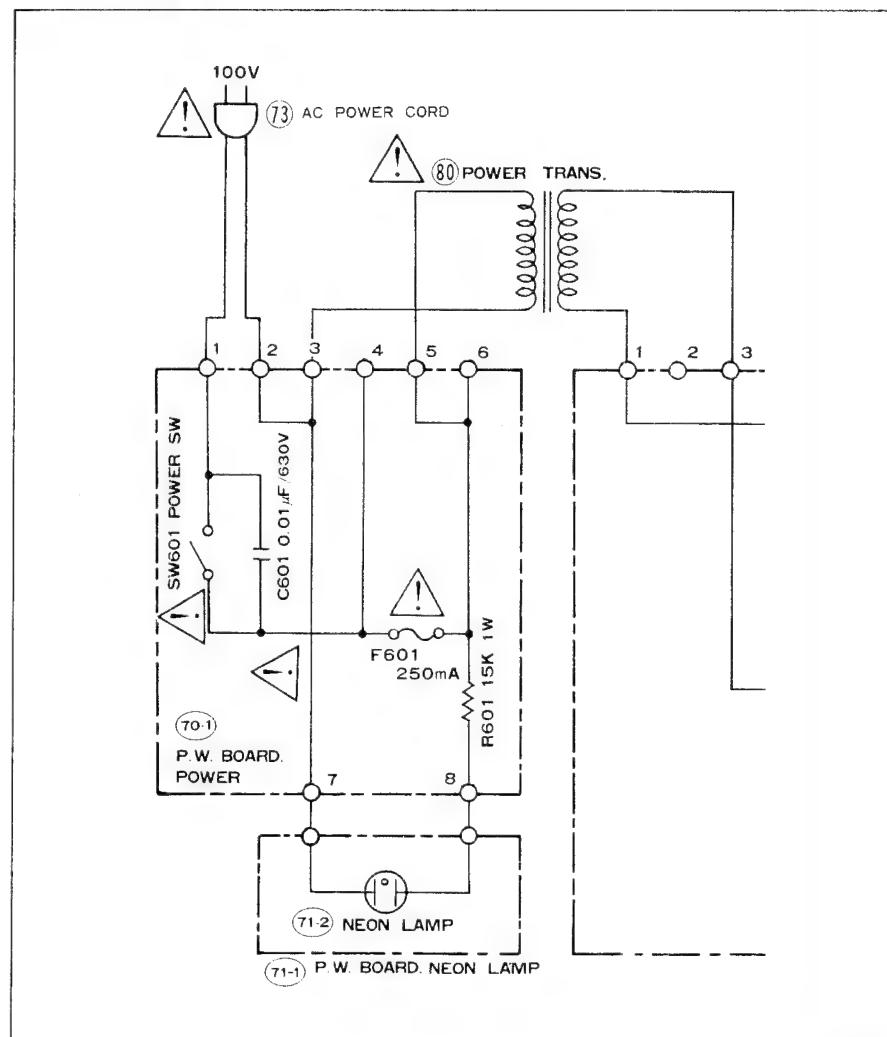 100V
73 AC POWER CORD
80 POWER TRANS.
1 2 3 4 5 6
1 2 3
SW601 POWER SW
C601 0.01μF/630V
F601
250mA
R601 15K 1W
70-1
P.W. BOARD.
POWER
7 8
71-2 NEON LAMP
71-1 P.W. BOARD. NEON LAMP
!
!
!
!
!